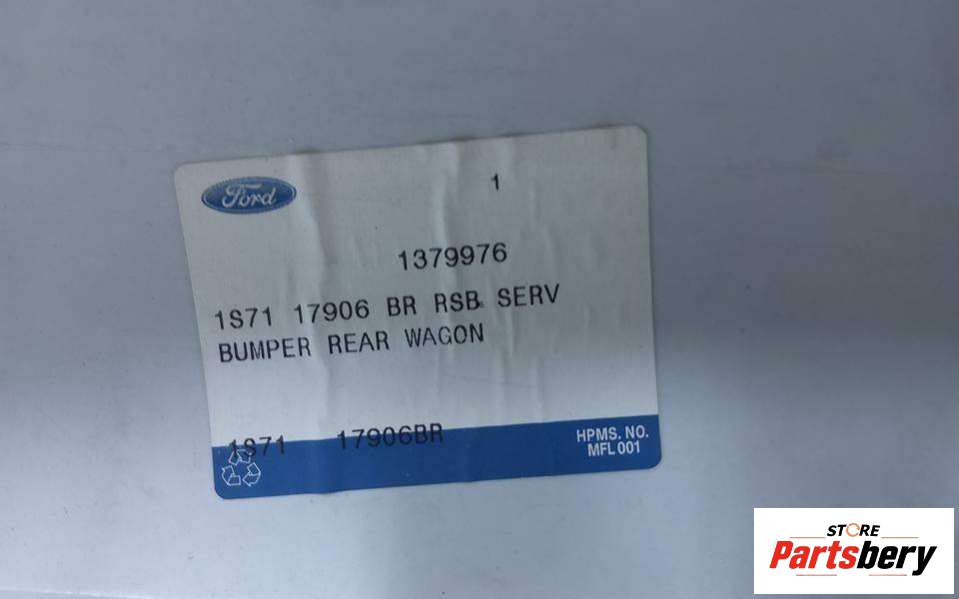 Ford
1
1379976
1S71 17906 BR RSB SERV
BUMPER REAR WAGON
1S71 17906BR
HPMS. NO.
MFL 001
STORE
Partsbery